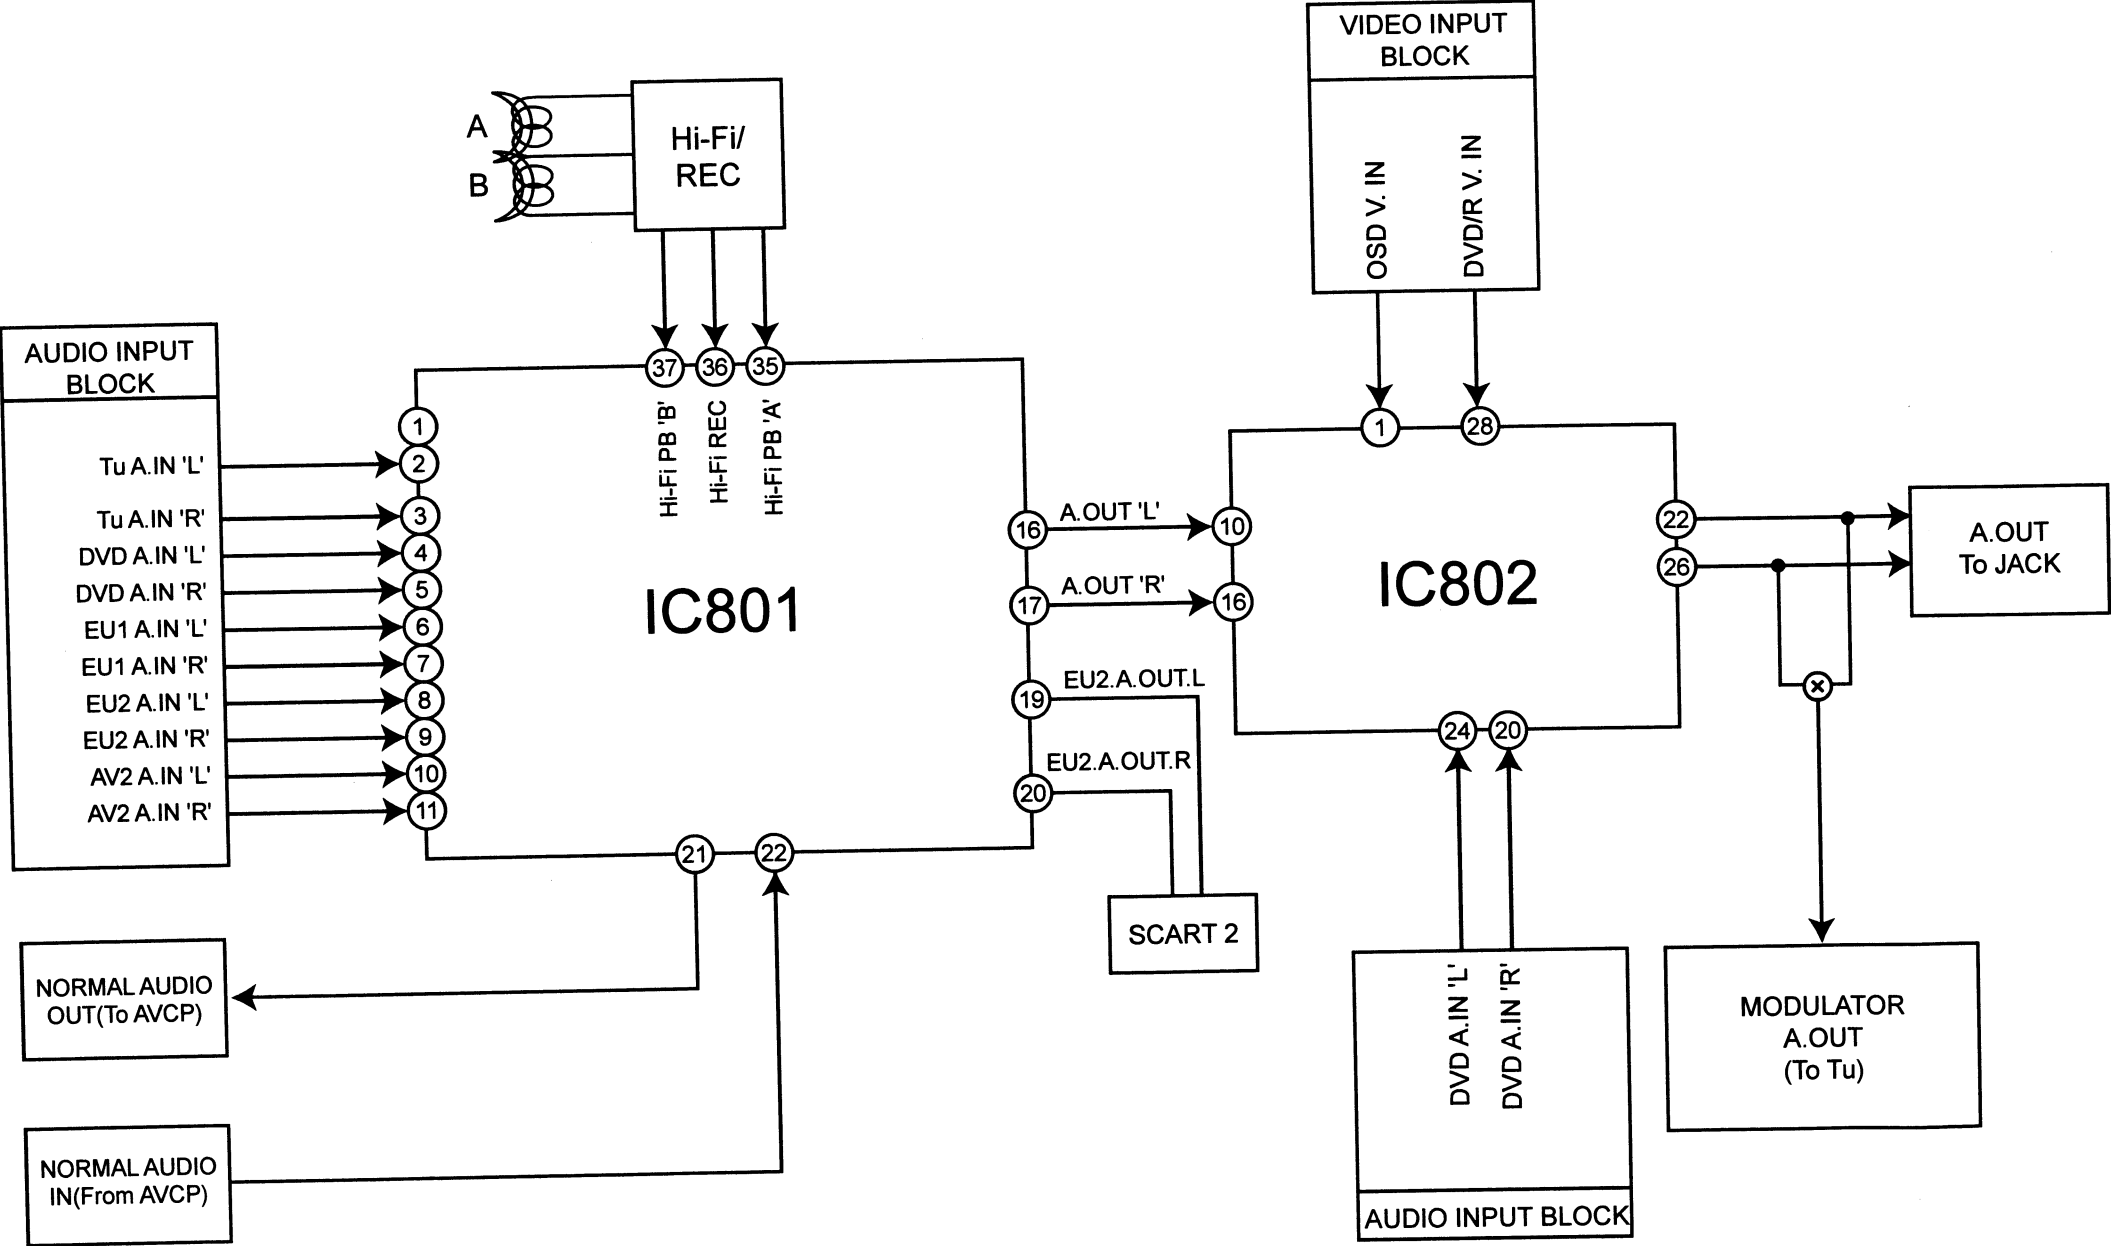 VIDEO INPUT
BLOCK
OSD V. IN
DVD/R V. IN
A
B
Hi-Fi/
REC
AUDIO INPUT
BLOCK
Tu A.IN 'L'
Tu A.IN 'R'
DVD A.IN 'L'
DVD A.IN 'R'
EU1 A.IN 'L'
EU1 A.IN 'R'
EU2 A.IN 'L'
EU2 A.IN 'R'
AV2 A.IN 'L'
AV2 A.IN 'R'
37
36
35
Hi-Fi PB 'B'
Hi-Fi REC
Hi-Fi PB 'A'
1
2
3
4
5
6
7
8
9
10
11
IC801
16
17
19
20
21
22
A.OUT 'L'
A.OUT 'R'
EU2.A.OUT.L
EU2.A.OUT.R
SCART 2
1
28
10
16
IC802
22
26
24
20
A.OUT
To JACK
NORMAL AUDIO
OUT(To AVCP)
NORMAL AUDIO
IN(From AVCP)
DVD A.IN 'L'
DVD A.IN 'R'
AUDIO INPUT BLOCK
MODULATOR
A.OUT
(To Tu)